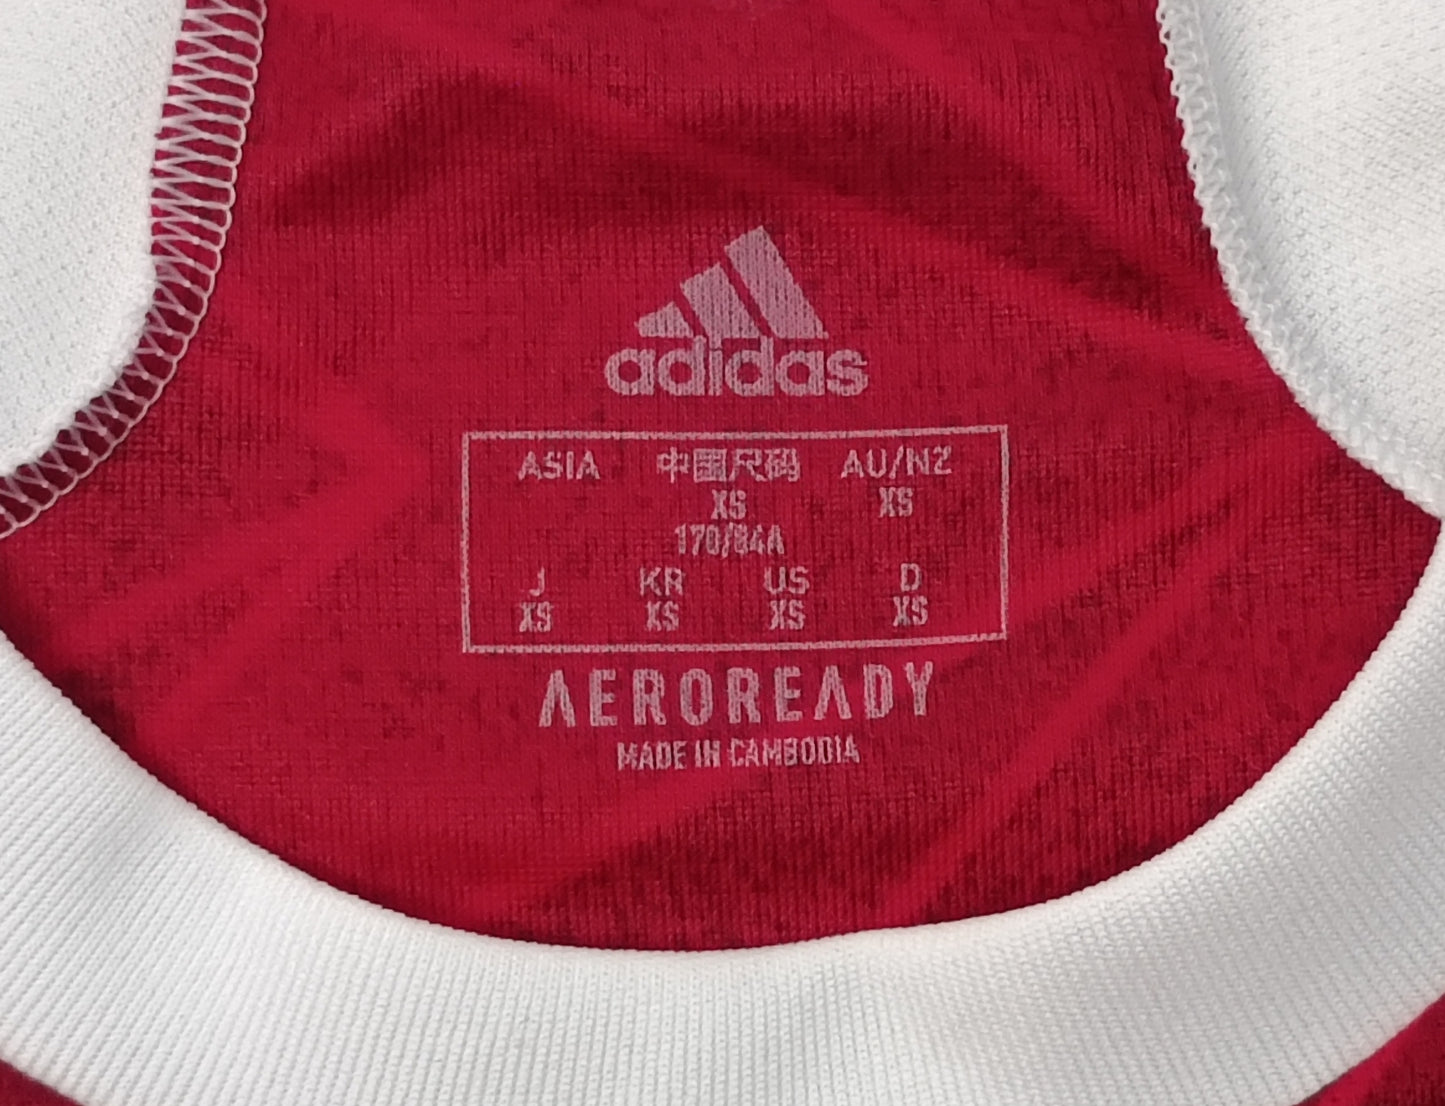 adidas
ASIA 中國尺码 AU/NZ
XS XS
170/84A
J KR US D
XS XS XS XS
AEROREADY
MADE IN CAMBODIA